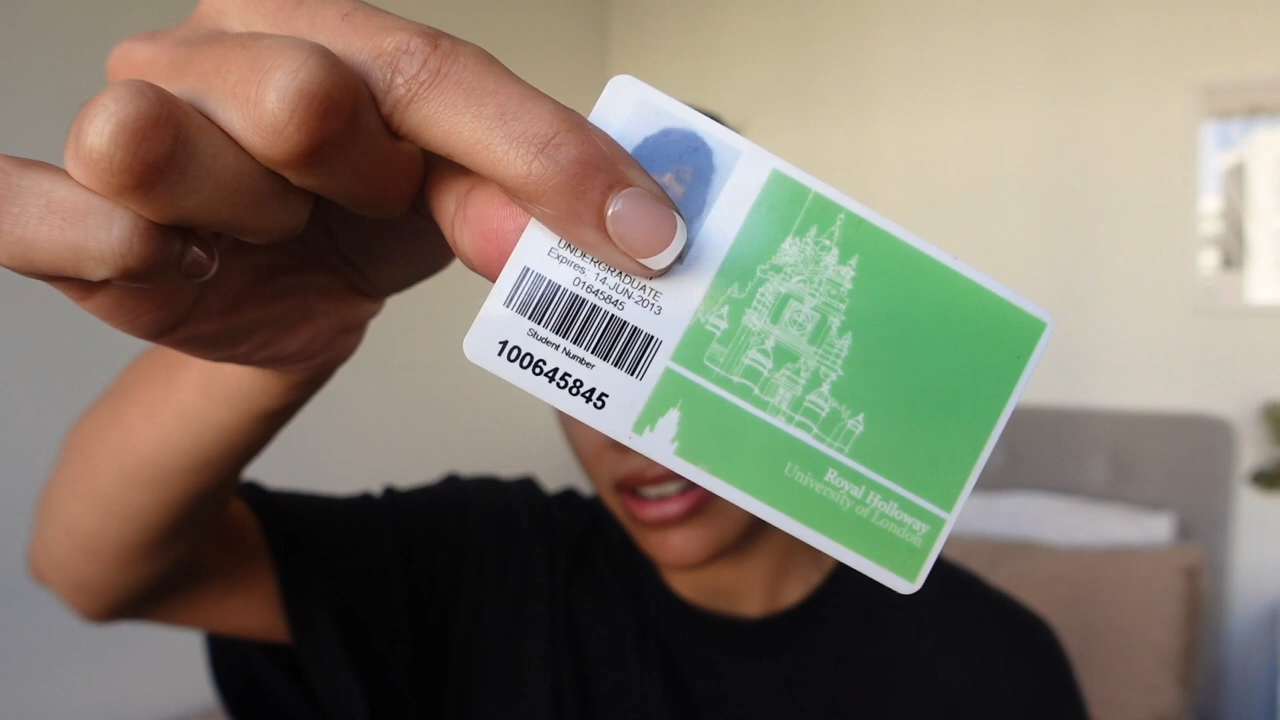 UNDERGRADUATE
Expires: 14-JUN-2013
01645845
Student Number
100645845
Royal Holloway
University of London